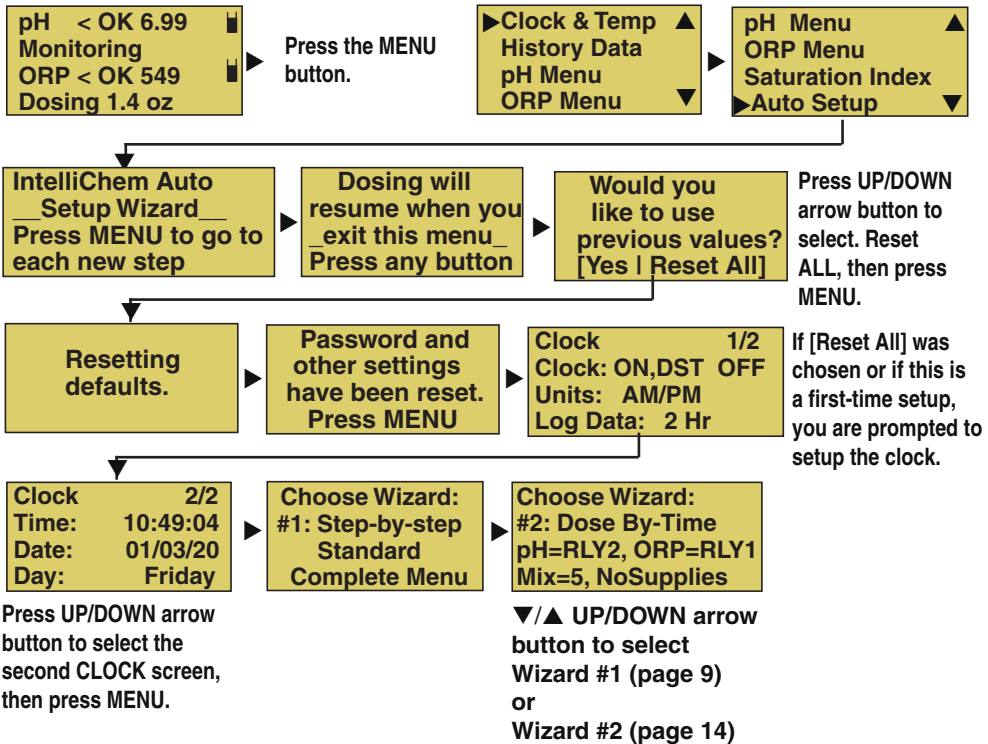 pH < OK 6.99
Monitoring
ORP < OK 549
Dosing 1.4 oz
Press the MENU
button.
▶Clock & Temp ▲
History Data
pH Menu
ORP Menu ▼
pH Menu ▲
ORP Menu
Saturation Index
▶Auto Setup ▼
IntelliChem Auto
__Setup Wizard__
Press MENU to go to
each new step
Dosing will
resume when you
_exit this menu_
Press any button
Would you
like to use
previous values?
[Yes | Reset All]
Press UP/DOWN
arrow button to
select. Reset
ALL, then press
MENU.
Resetting
defaults.
Password and
other settings
have been reset.
Press MENU
Clock 1/2
Clock: ON,DST OFF
Units: AM/PM
Log Data: 2 Hr
If [Reset All] was
chosen or if this is
a first-time setup,
you are prompted to
setup the clock.
Clock 2/2
Time: 10:49:04
Date: 01/03/20
Day: Friday
Press UP/DOWN arrow
button to select the
second CLOCK screen,
then press MENU.
Choose Wizard:
#1: Step-by-step
Standard
Complete Menu
Choose Wizard:
#2: Dose By-Time
pH=RLY2, ORP=RLY1
Mix=5, NoSupplies
▼/▲ UP/DOWN arrow
button to select
Wizard #1 (page 9)
or
Wizard #2 (page 14)